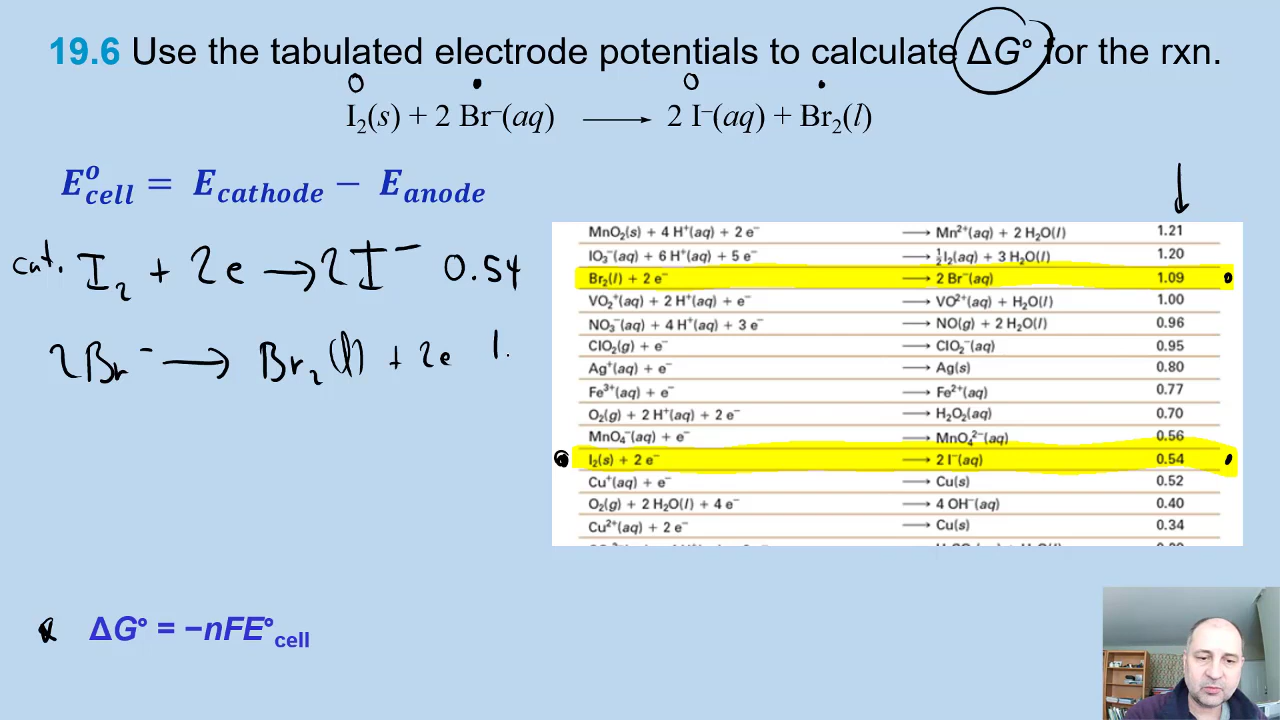 19.6 Use the tabulated electrode potentials to calculate ΔG° for the rxn.
I₂(s) + 2 Br⁻(aq) ⟶ 2 I⁻(aq) + Br₂(l)
E°cell = Ecathode − Eanode
cat. I₂ + 2e → 2I⁻ 0.54
2Br⁻ → Br₂(l) + 2e 1.
MnO₂(s) + 4 H⁺(aq) + 2 e⁻ ⟶ Mn²⁺(aq) + 2 H₂O(l) 1.21
IO₃⁻(aq) + 6 H⁺(aq) + 5 e⁻ ⟶ ½I₂(aq) + 3 H₂O(l) 1.20
Br₂(l) + 2 e⁻ ⟶ 2 Br⁻(aq) 1.09
VO₂⁺(aq) + 2 H⁺(aq) + e⁻ ⟶ VO²⁺(aq) + H₂O(l) 1.00
NO₃⁻(aq) + 4 H⁺(aq) + 3 e⁻ ⟶ NO(g) + 2 H₂O(l) 0.96
ClO₂(g) + e⁻ ⟶ ClO₂⁻(aq) 0.95
Ag⁺(aq) + e⁻ ⟶ Ag(s) 0.80
Fe³⁺(aq) + e⁻ ⟶ Fe²⁺(aq) 0.77
O₂(g) + 2 H⁺(aq) + 2 e⁻ ⟶ H₂O₂(aq) 0.70
MnO₄⁻(aq) + e⁻ ⟶ MnO₄²⁻(aq) 0.56
I₂(s) + 2 e⁻ ⟶ 2 I⁻(aq) 0.54
Cu⁺(aq) + e⁻ ⟶ Cu(s) 0.52
O₂(g) + 2 H₂O(l) + 4 e⁻ ⟶ 4 OH⁻(aq) 0.40
Cu²⁺(aq) + 2 e⁻ ⟶ Cu(s) 0.34
ΔG° = −nFE°cell